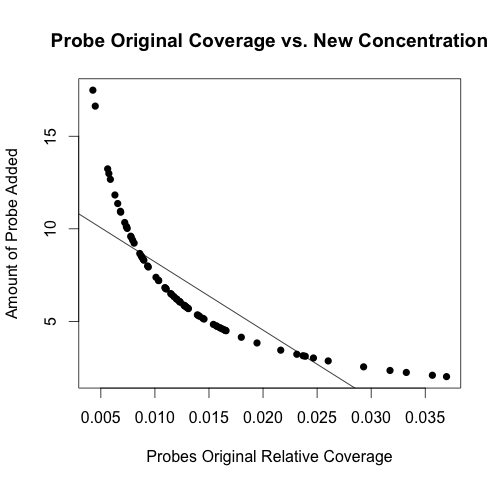 Probe Original Coverage vs. New Concentration
Amount of Probe Added
15
10
5
0.005 0.010 0.015 0.020 0.025 0.030 0.035
Probes Original Relative Coverage